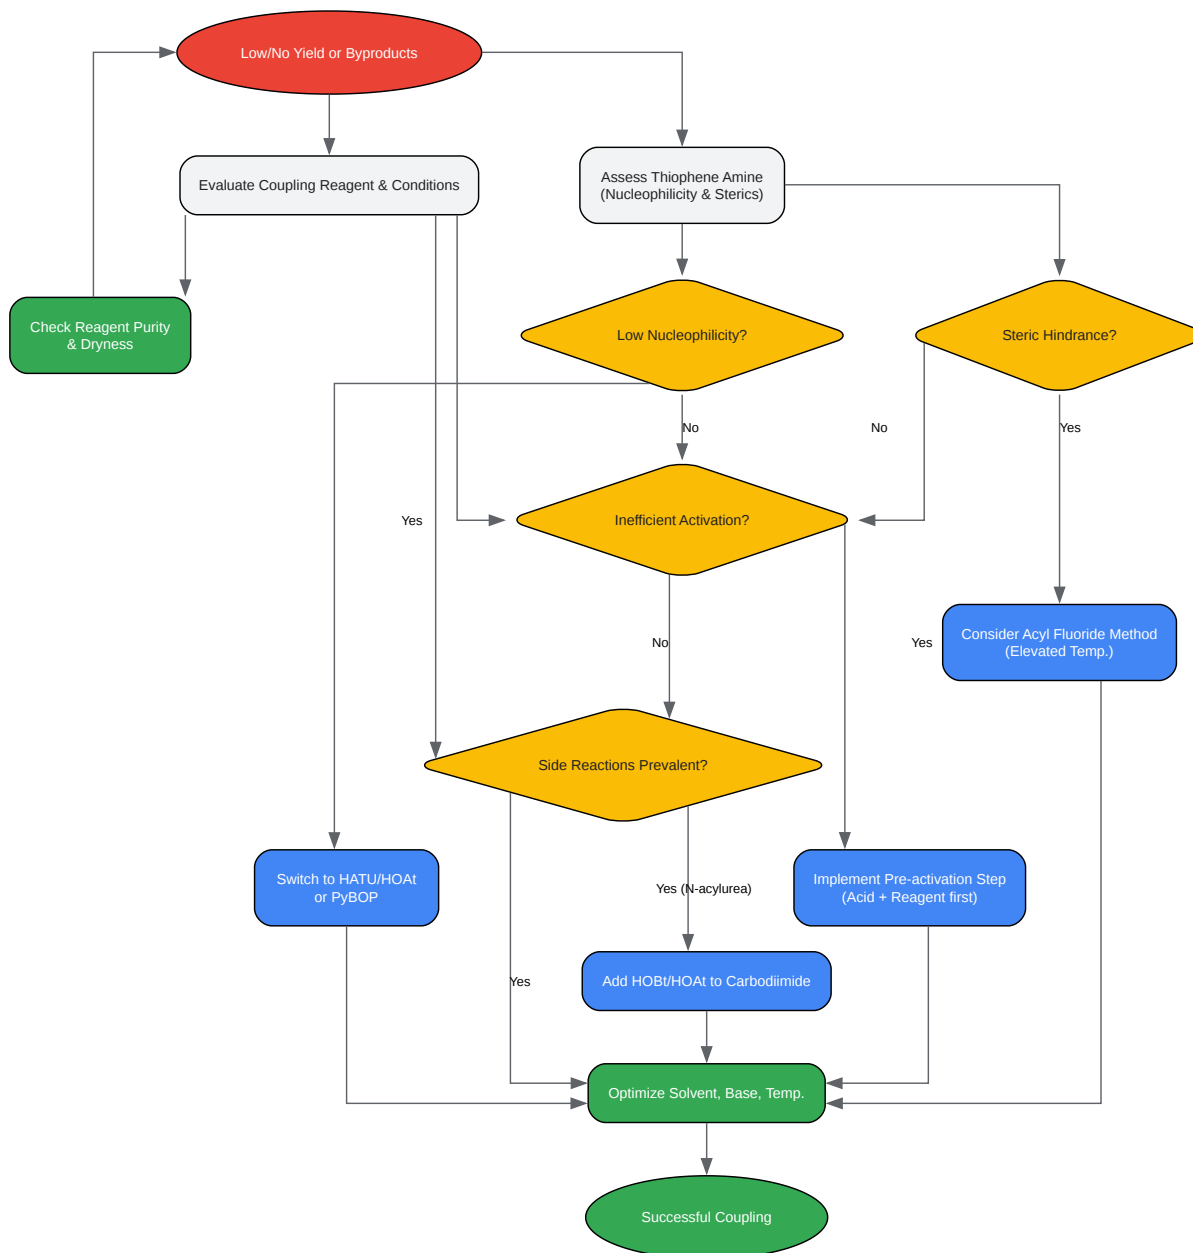 Low/No Yield or Byproducts
Evaluate Coupling Reagent & Conditions
Assess Thiophene Amine
(Nucleophilicity & Sterics)
Check Reagent Purity
& Dryness
Low Nucleophilicity?
Steric Hindrance?
No
No
Yes
Yes
Inefficient Activation?
No
Yes
Consider Acyl Fluoride Method
(Elevated Temp.)
Side Reactions Prevalent?
Switch to HATU/HOAt
or PyBOP
Yes (N-acylurea)
Implement Pre-activation Step
(Acid + Reagent first)
Yes
Add HOBt/HOAt to Carbodiimide
Optimize Solvent, Base, Temp.
Successful Coupling